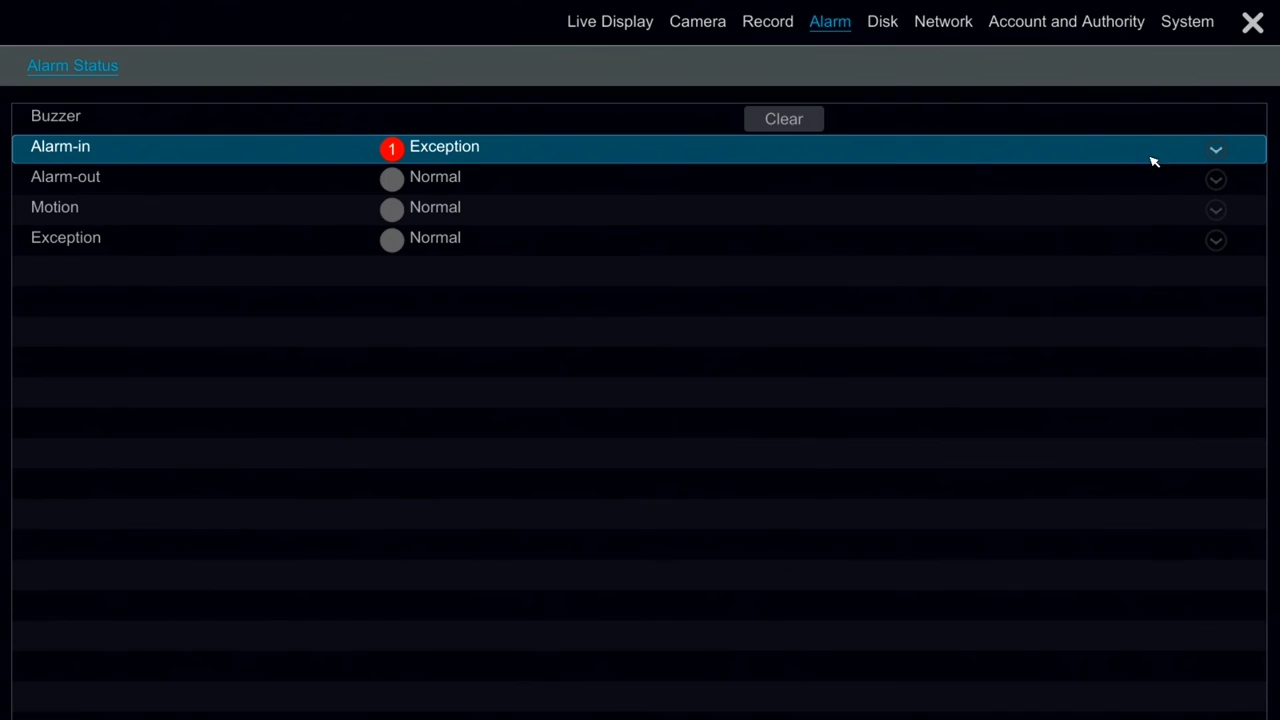 Live Display Camera Record Alarm Disk Network Account and Authority System
Alarm Status
Buzzer Clear
Alarm-in 1 Exception
Alarm-out Normal
Motion Normal
Exception Normal